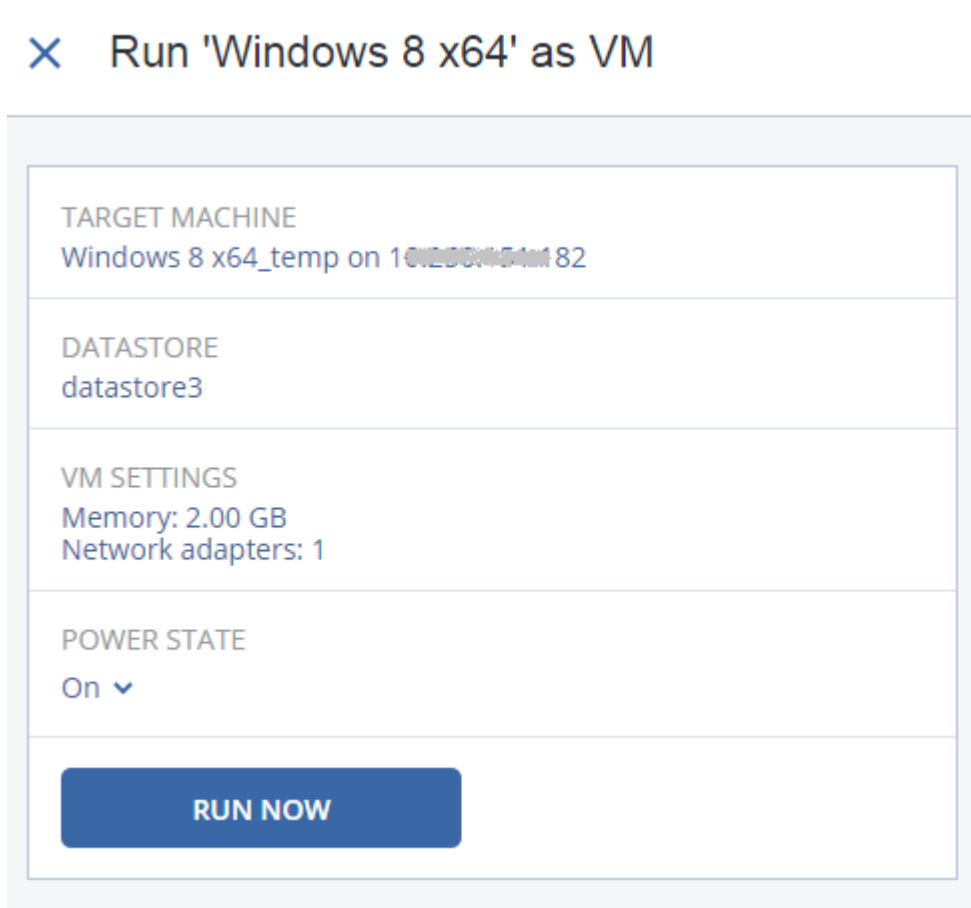 Run 'Windows 8 x64' as VM
TARGET MACHINE
Windows 8 x64_temp on
DATASTORE
datastore3
VM SETTINGS
Memory: 2.00 GB
Network adapters: 1
POWER STATE
On
RUN NOW